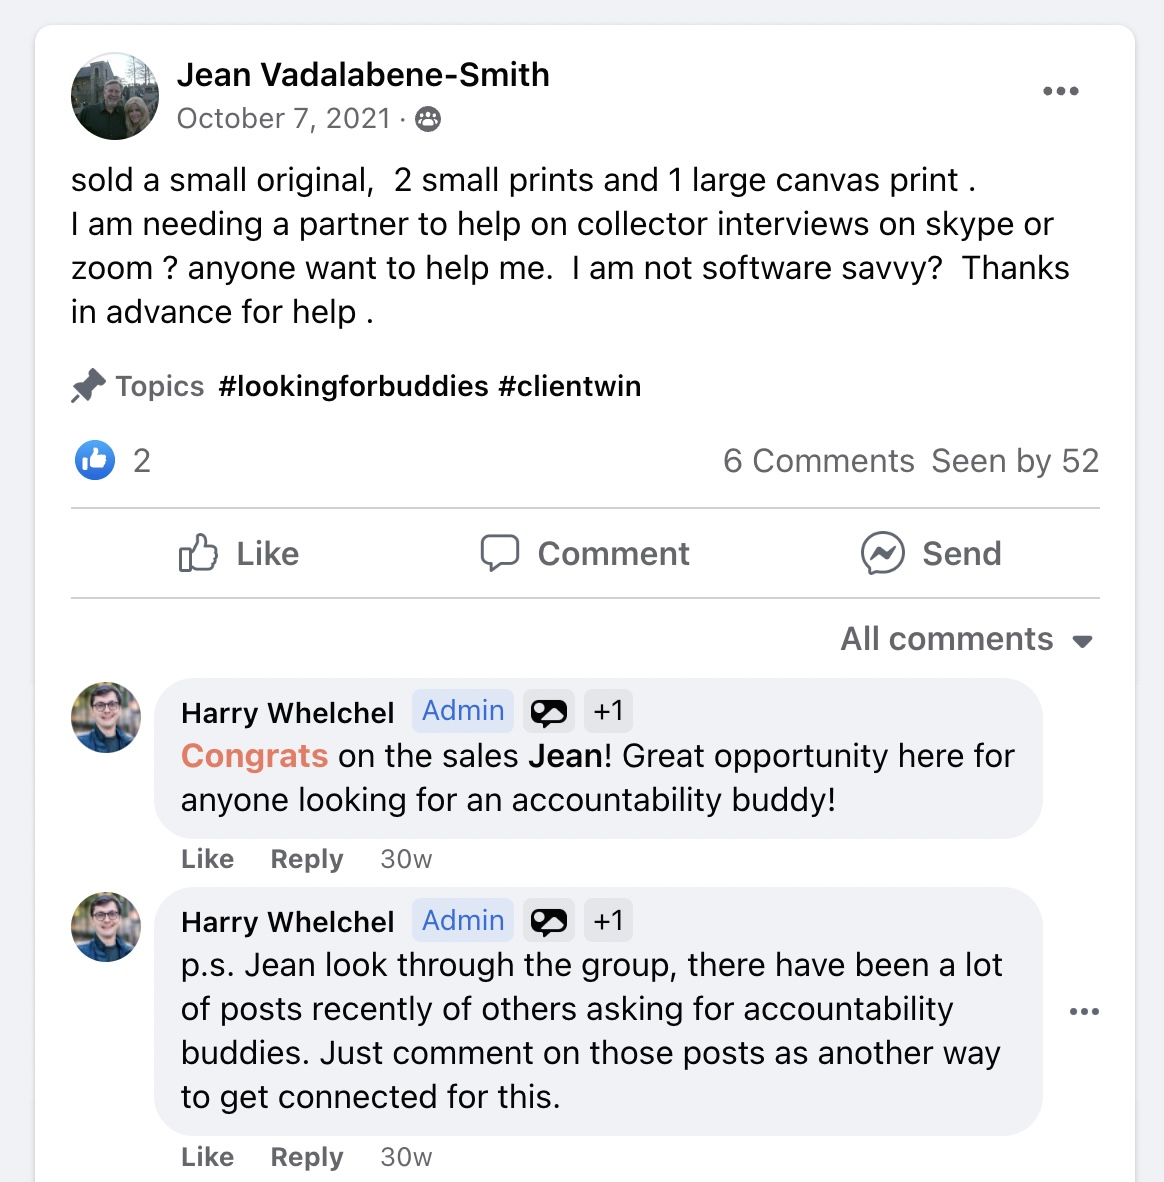 Jean Vadalabene-Smith
October 7, 2021 ·
sold a small original,  2 small prints and 1 large canvas print .
I am needing a partner to help on collector interviews on skype or
zoom ? anyone want to help me.  I am not software savvy?  Thanks
in advance for help .
Topics #lookingforbuddies #clientwin
2
6 Comments Seen by 52
Like Comment Send
All comments
Harry Whelchel Admin +1
Congrats on the sales Jean! Great opportunity here for
anyone looking for an accountability buddy!
Like Reply 30w
Harry Whelchel Admin +1
p.s. Jean look through the group, there have been a lot
of posts recently of others asking for accountability
buddies. Just comment on those posts as another way
to get connected for this.
Like Reply 30w